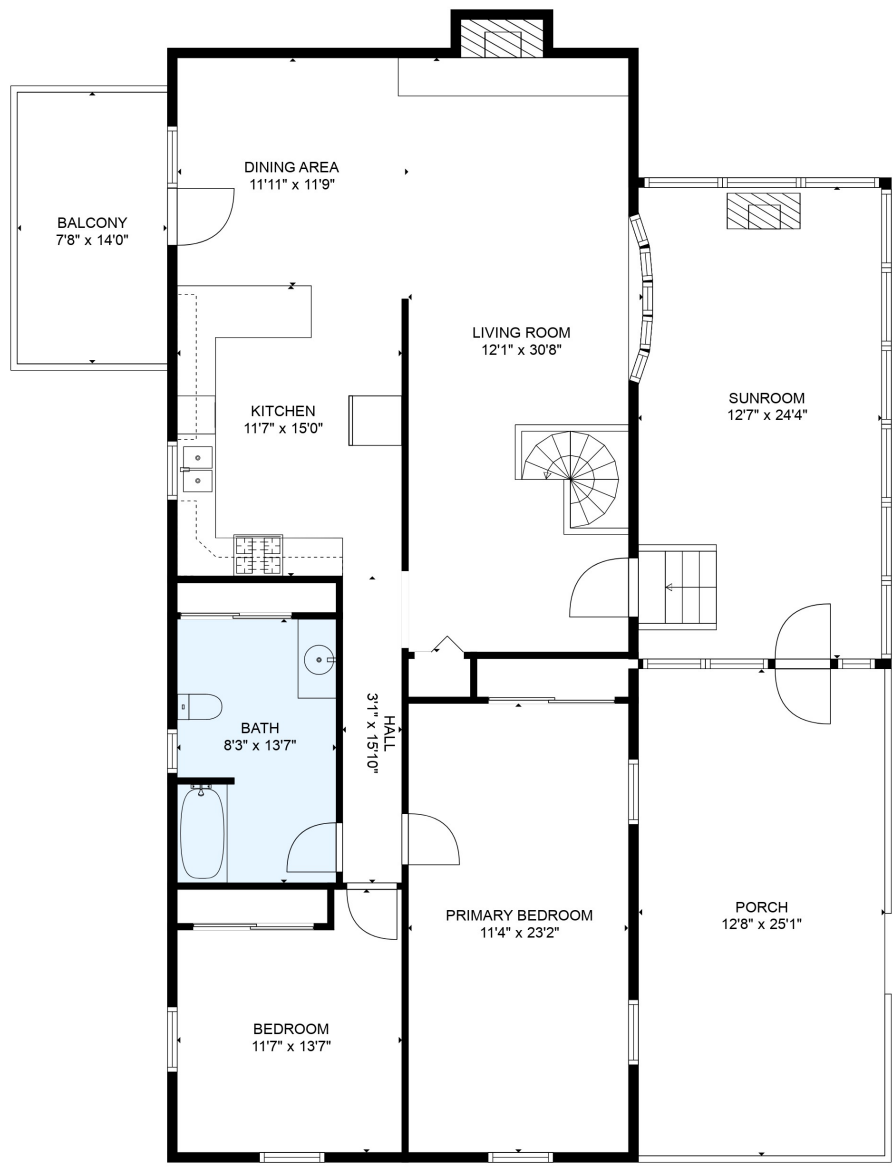 DINING AREA
11'11" x 11'9"
BALCONY
7'8" x 14'0"
LIVING ROOM
12'1" x 30'8"
SUNROOM
12'7" x 24'4"
KITCHEN
11'7" x 15'0"
HALL
3'1" x 15'10"
BATH
8'3" x 13'7"
PRIMARY BEDROOM
11'4" x 23'2"
PORCH
12'8" x 25'1"
BEDROOM
11'7" x 13'7"